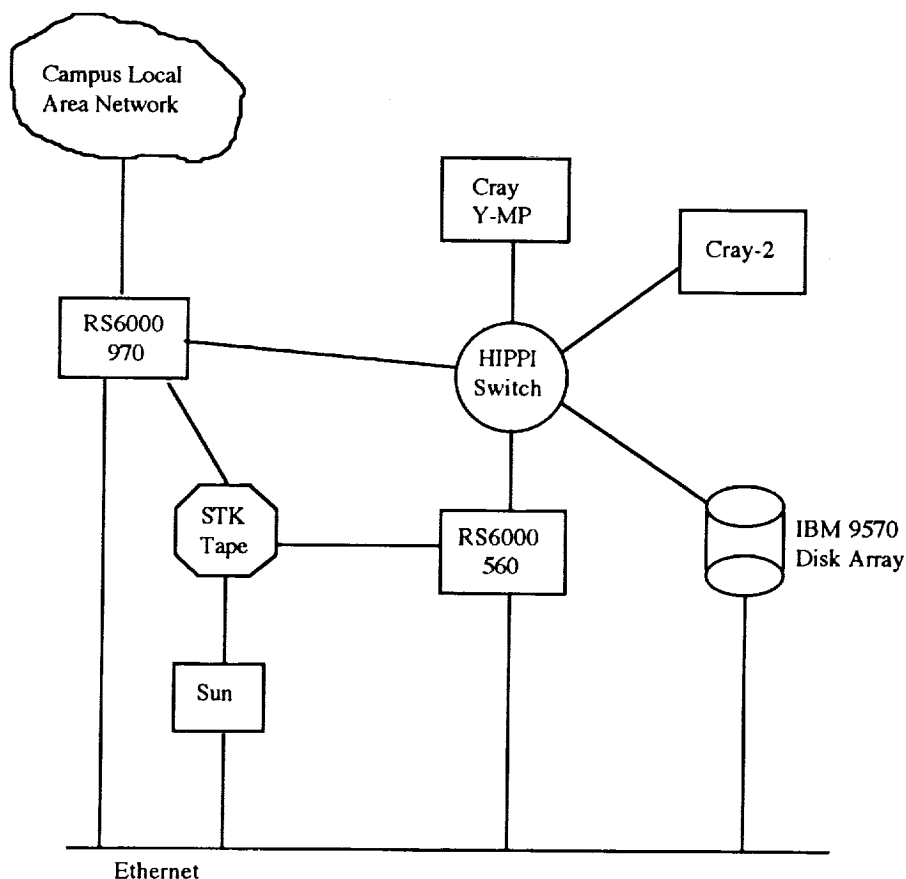 Campus Local
Area Network
Cray
Y-MP
Cray-2
RS6000
970
HIPPI
Switch
STK
Tape
RS6000
560
IBM 9570
Disk Array
Sun
Ethernet